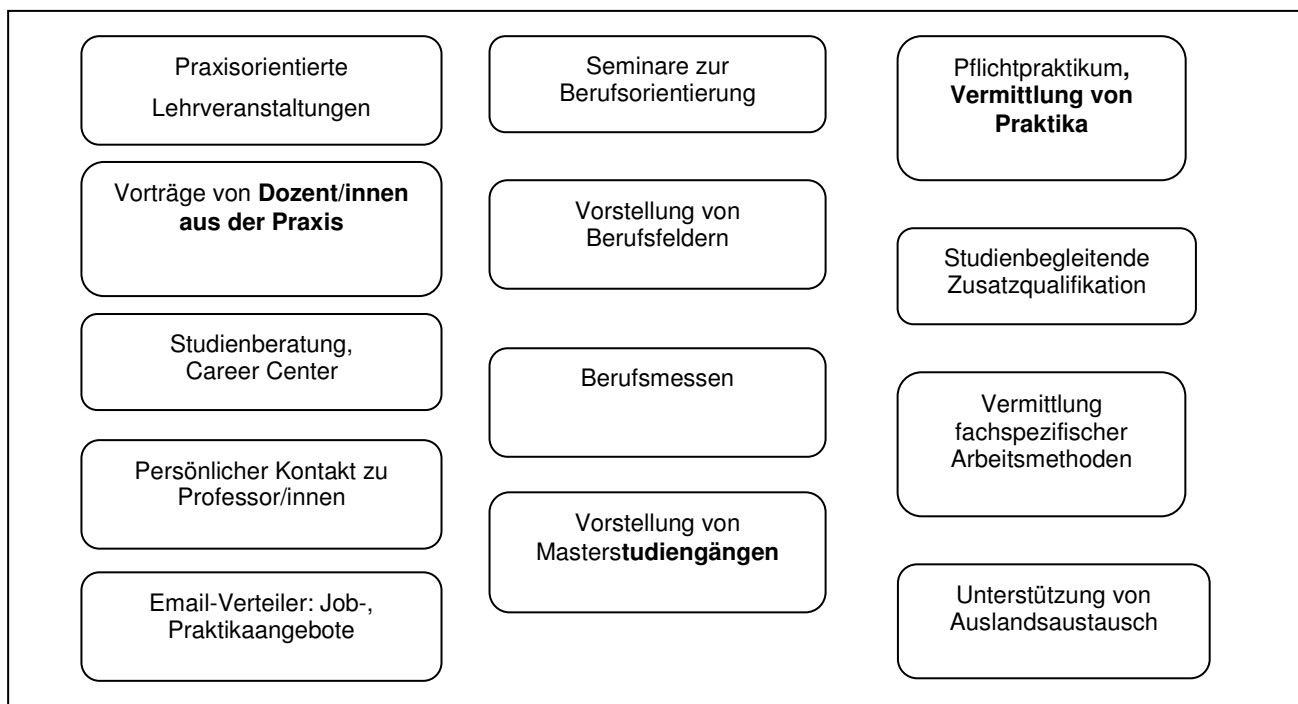 Praxisorientierte
Lehrveranstaltungen
Vorträge von Dozent/innen
aus der Praxis
Studienberatung,
Career Center
Persönlicher Kontakt zu
Professor/innen
Email-Verteiler: Job-,
Praktikaangebote
Seminare zur
Berufsorientierung
Vorstellung von
Berufsfeldern
Berufsmessen
Vorstellung von
Masterstudiengängen
Pflichtpraktikum,
Vermittlung von
Praktika
Studienbegleitende
Zusatzqualifikation
Vermittlung
fachspezifischer
Arbeitsmethoden
Unterstützung von
Auslandsaustausch